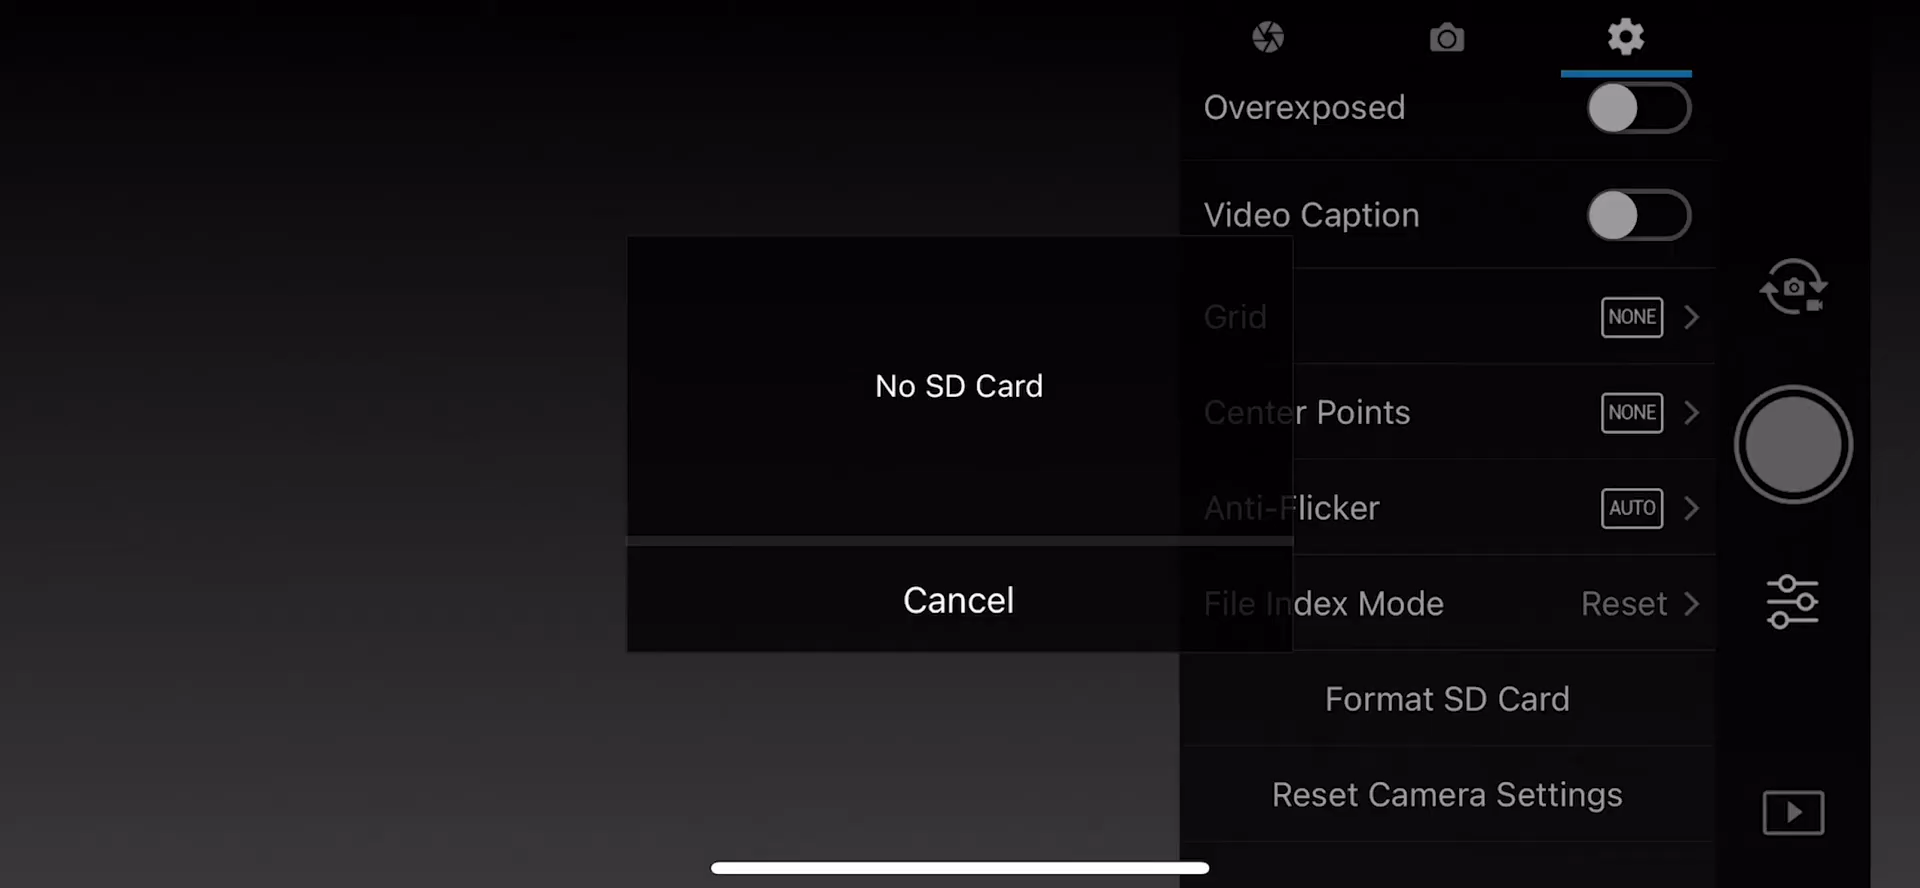 Overexposed
Video Caption
Grid NONE
Center Points NONE
Anti-Flicker AUTO
File Index Mode Reset
Format SD Card
Reset Camera Settings
No SD Card
Cancel